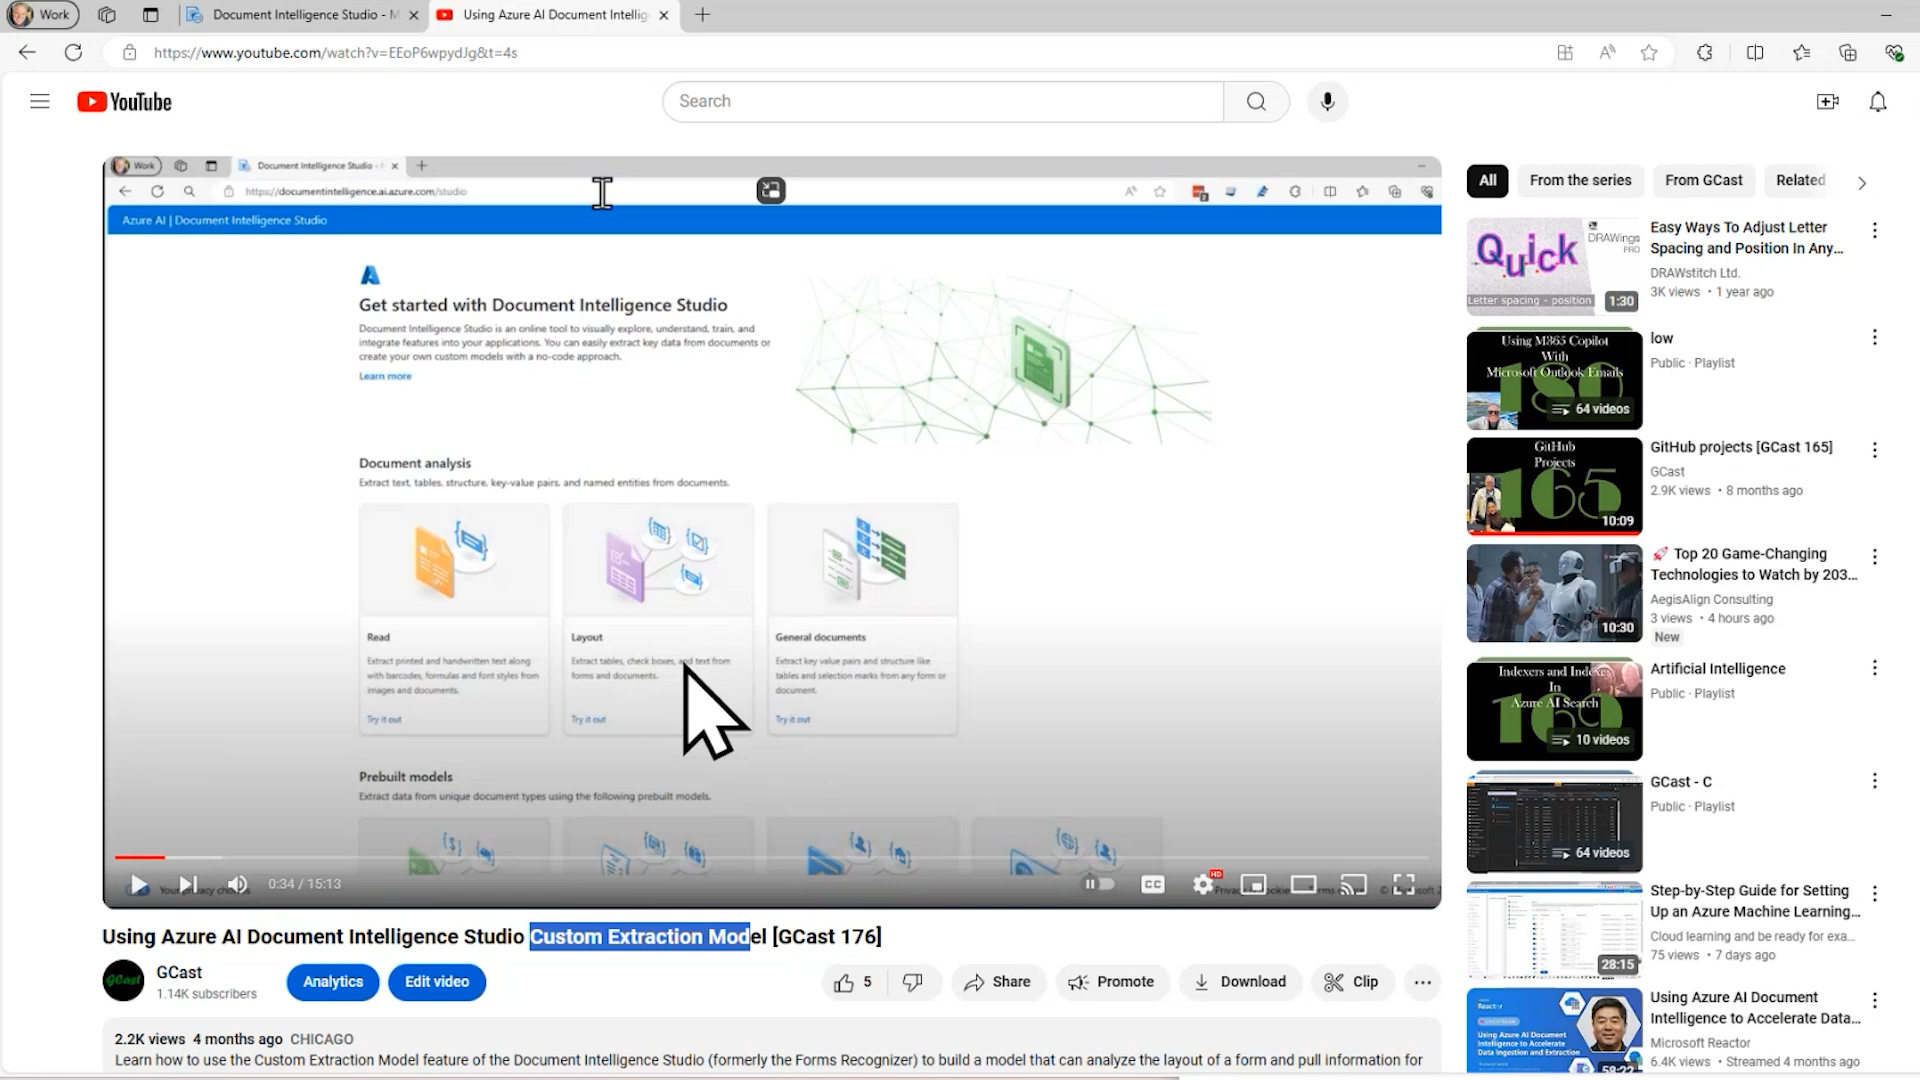 Work
Document Intelligence Studio - M
Using Azure AI Document Intellig
https://www.youtube.com/watch?v=EEoP6wpydJg&t=4s
YouTube
Search
Work
Document Intelligence Studio -
https://documentintelligence.ai.azure.com/studio
Azure AI | Document Intelligence Studio
Get started with Document Intelligence Studio
Document Intelligence Studio is an online tool to visually explore, understand, train, and
integrate features into your applications. You can easily extract key data from documents or
create your own custom models with a no-code approach.
Learn more
Document analysis
Extract text, tables, structure, key-value pairs, and named entities from documents.
Read
Extract printed and handwritten text along
with barcodes, formulas and font styles from
images and documents.
Try it out
Layout
Extract tables, check boxes, and text from
forms and documents.
Try it out
General documents
Extract key value pairs and structure like
tables and selection marks from any form or
document.
Try it out
Prebuilt models
Extract data from unique document types using the following prebuilt models.
0:34 / 15:13
CC
HD
Using Azure AI Document Intelligence Studio Custom Extraction Model [GCast 176]
GCast
GCast
1.14K subscribers
Analytics
Edit video
5
Share
Promote
Download
Clip
2.2K views 4 months ago CHICAGO
Learn how to use the Custom Extraction Model feature of the Document Intelligence Studio (formerly the Forms Recognizer) to build a model that can analyze the layout of a form and pull information for
All
From the series
From GCast
Related
Quick
DRAWings
PRO
Letter spacing - position
1:30
Easy Ways To Adjust Letter
Spacing and Position In Any...
DRAWstitch Ltd.
3K views • 1 year ago
Using M365 Copilot
With
Microsoft Outlook Emails
180
64 videos
low
Public · Playlist
GitHub
Projects
165
10:09
GitHub projects [GCast 165]
GCast
2.9K views • 8 months ago
10:30
🚀 Top 20 Game-Changing
Technologies to Watch by 203...
AegisAlign Consulting
3 views • 4 hours ago
New
Indexers and Indexes
In
Azure AI Search
169
10 videos
Artificial Intelligence
Public · Playlist
64 videos
GCast - C
Public · Playlist
28:15
Step-by-Step Guide for Setting
Up an Azure Machine Learning...
Cloud learning and be ready for exa...
75 views • 7 days ago
Reactor
Using Azure AI Document
Intelligence to Accelerate
Data Ingestion and Extraction
58:22
Using Azure AI Document
Intelligence to Accelerate Data...
Microsoft Reactor
6.4K views • Streamed 4 months ago